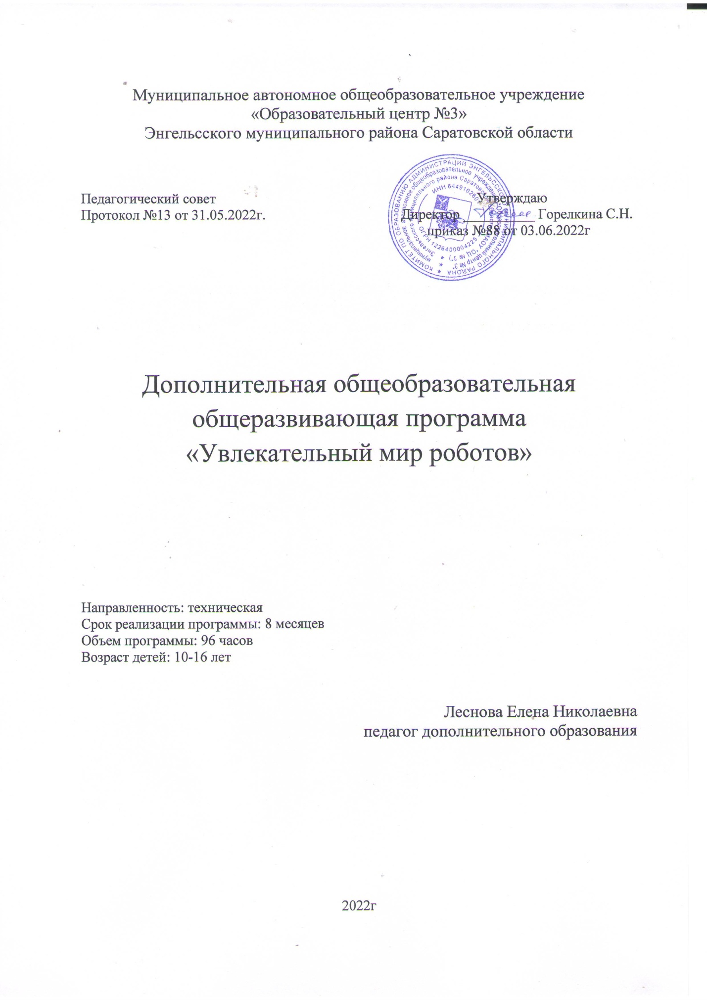 Муниципальное автономное общеобразовательное учреждение
«Образовательный центр №3»
Энгельсского муниципального района Саратовской области
Педагогический совет
Протокол №13 от 31.05.2022г.
Утверждаю
Директор Горелкина С.Н.
приказ №88 от 03.06.2022г
КОМИТЕТ ПО ОБРАЗОВАНИЮ АДМИНИСТРАЦИИ ЭНГЕЛЬССКОГО МУНИЦИПАЛЬНОГО РАЙОНА
муниципальное автономное общеобразовательное учреждение "Образовательный центр № 3"
Энгельсского муниципального района Саратовской области (МАОУ "ОЦ № 3")
ИНН 644910260
ОГРН 1226400004225
Дополнительная общеобразовательная
общеразвивающая программа
«Увлекательный мир роботов»
Направленность: техническая
Срок реализации программы: 8 месяцев
Объем программы: 96 часов
Возраст детей: 10-16 лет
Леснова Елена Николаевна
педагог дополнительного образования
2022г